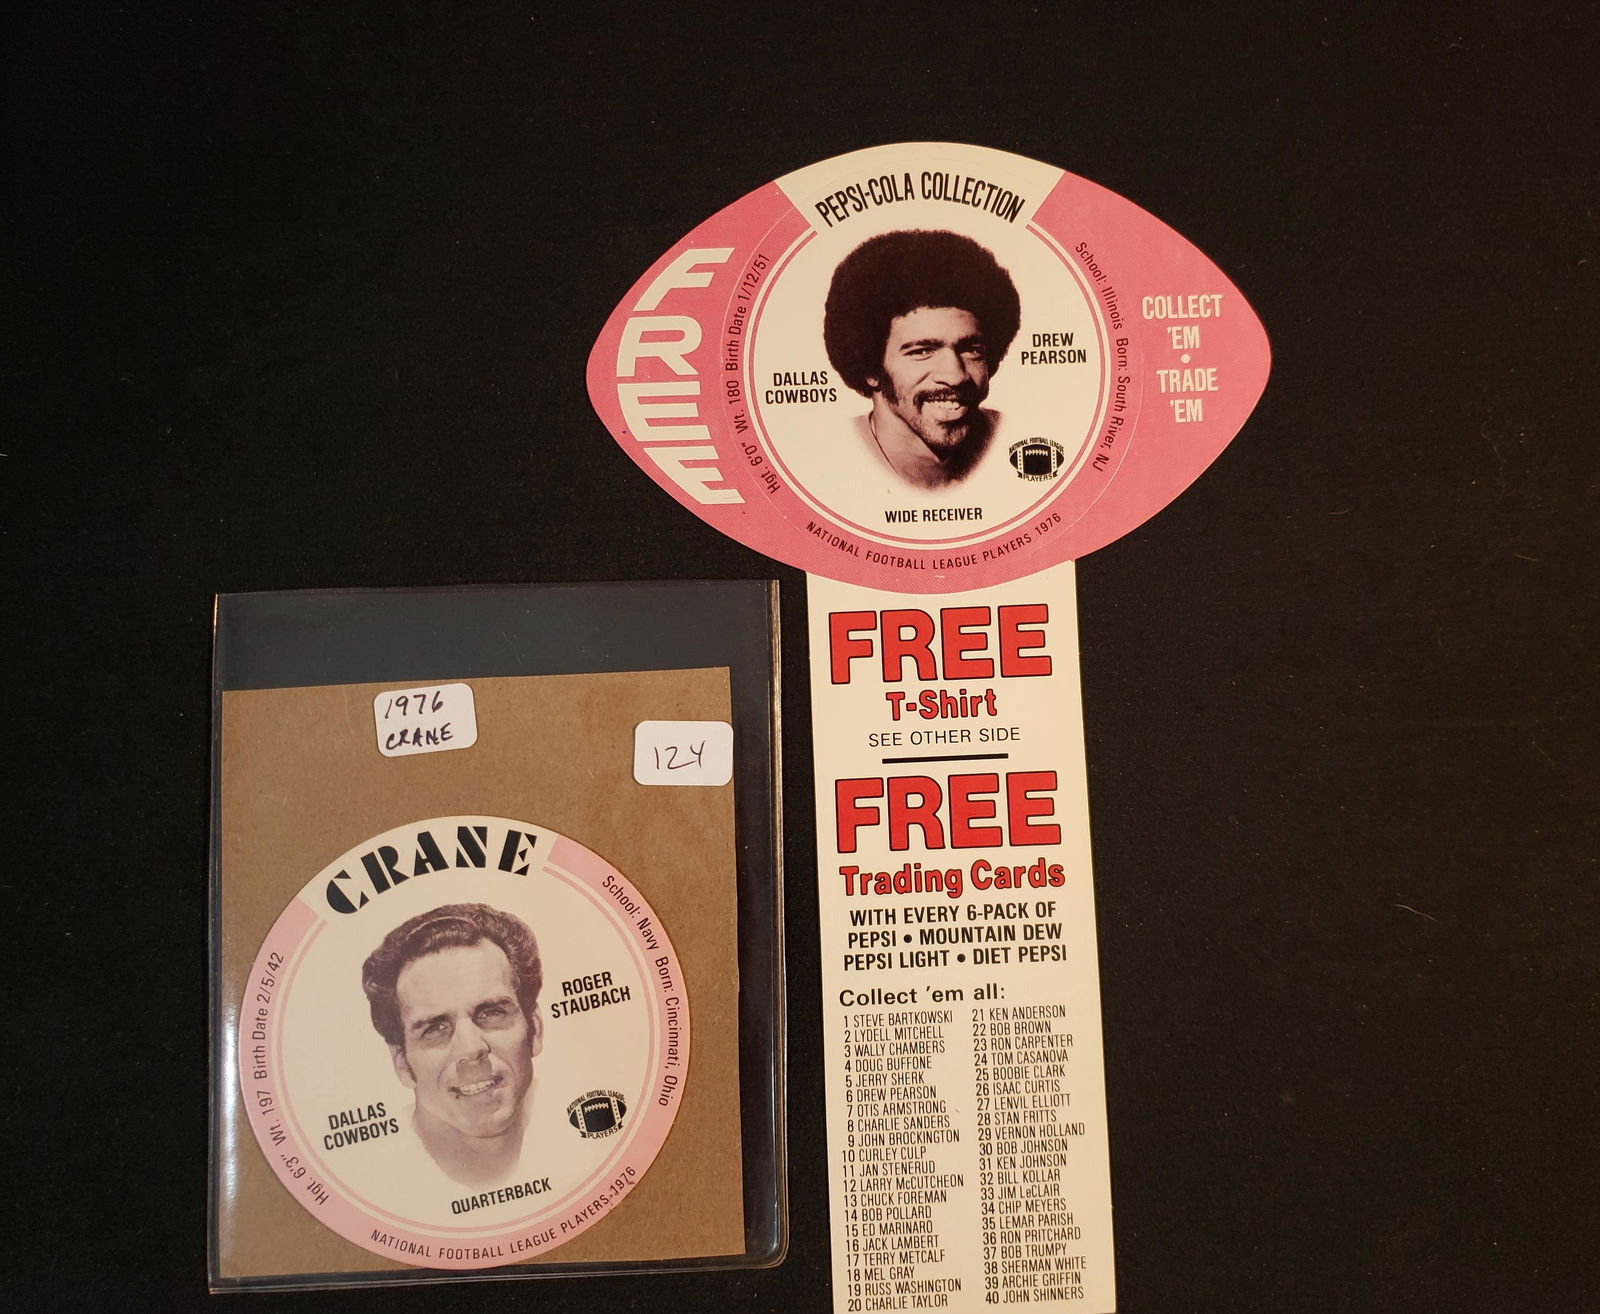 PEPSI-COLA COLLECTION
FREE
Hgt. 6'0" Wt. 180 Birth Date 1/12/51
School: Illinois Born: South River, NJ
COLLECT
'EM
•
TRADE
'EM
DREW
PEARSON
DALLAS
COWBOYS
NATIONAL FOOTBALL LEAGUE
PLAYERS
WIDE RECEIVER
NATIONAL FOOTBALL LEAGUE PLAYERS 1976
FREE
T-Shirt
SEE OTHER SIDE
FREE
Trading Cards
WITH EVERY 6-PACK OF
PEPSI • MOUNTAIN DEW
PEPSI LIGHT • DIET PEPSI
Collect 'em all:
1 STEVE BARTKOWSKI
2 LYDELL MITCHELL
3 WALLY CHAMBERS
4 DOUG BUFFONE
5 JERRY SHERK
6 DREW PEARSON
7 OTIS ARMSTRONG
8 CHARLIE SANDERS
9 JOHN BROCKINGTON
10 CURLEY CULP
11 JAN STENERUD
12 LARRY McCUTCHEON
13 CHUCK FOREMAN
14 BOB POLLARD
15 ED MARINARO
16 JACK LAMBERT
17 TERRY METCALF
18 MEL GRAY
19 RUSS WASHINGTON
20 CHARLIE TAYLOR
21 KEN ANDERSON
22 BOB BROWN
23 RON CARPENTER
24 TOM CASANOVA
25 BOOBIE CLARK
26 ISAAC CURTIS
27 LENVIL ELLIOTT
28 STAN FRITTS
29 VERNON HOLLAND
30 BOB JOHNSON
31 KEN JOHNSON
32 BILL KOLLAR
33 JIM LeCLAIR
34 CHIP MEYERS
35 LEMAR PARISH
36 RON PRITCHARD
37 BOB TRUMPY
38 SHERMAN WHITE
39 ARCHIE GRIFFIN
40 JOHN SHINNERS
1976
CRANE
124
CRANE
Hgt. 6'3" Wt. 197 Birth Date 2/5/42
School: Navy Born: Cincinnati, Ohio
ROGER
STAUBACH
DALLAS
COWBOYS
NATIONAL FOOTBALL LEAGUE
PLAYERS
QUARTERBACK
NATIONAL FOOTBALL LEAGUE PLAYERS 1976